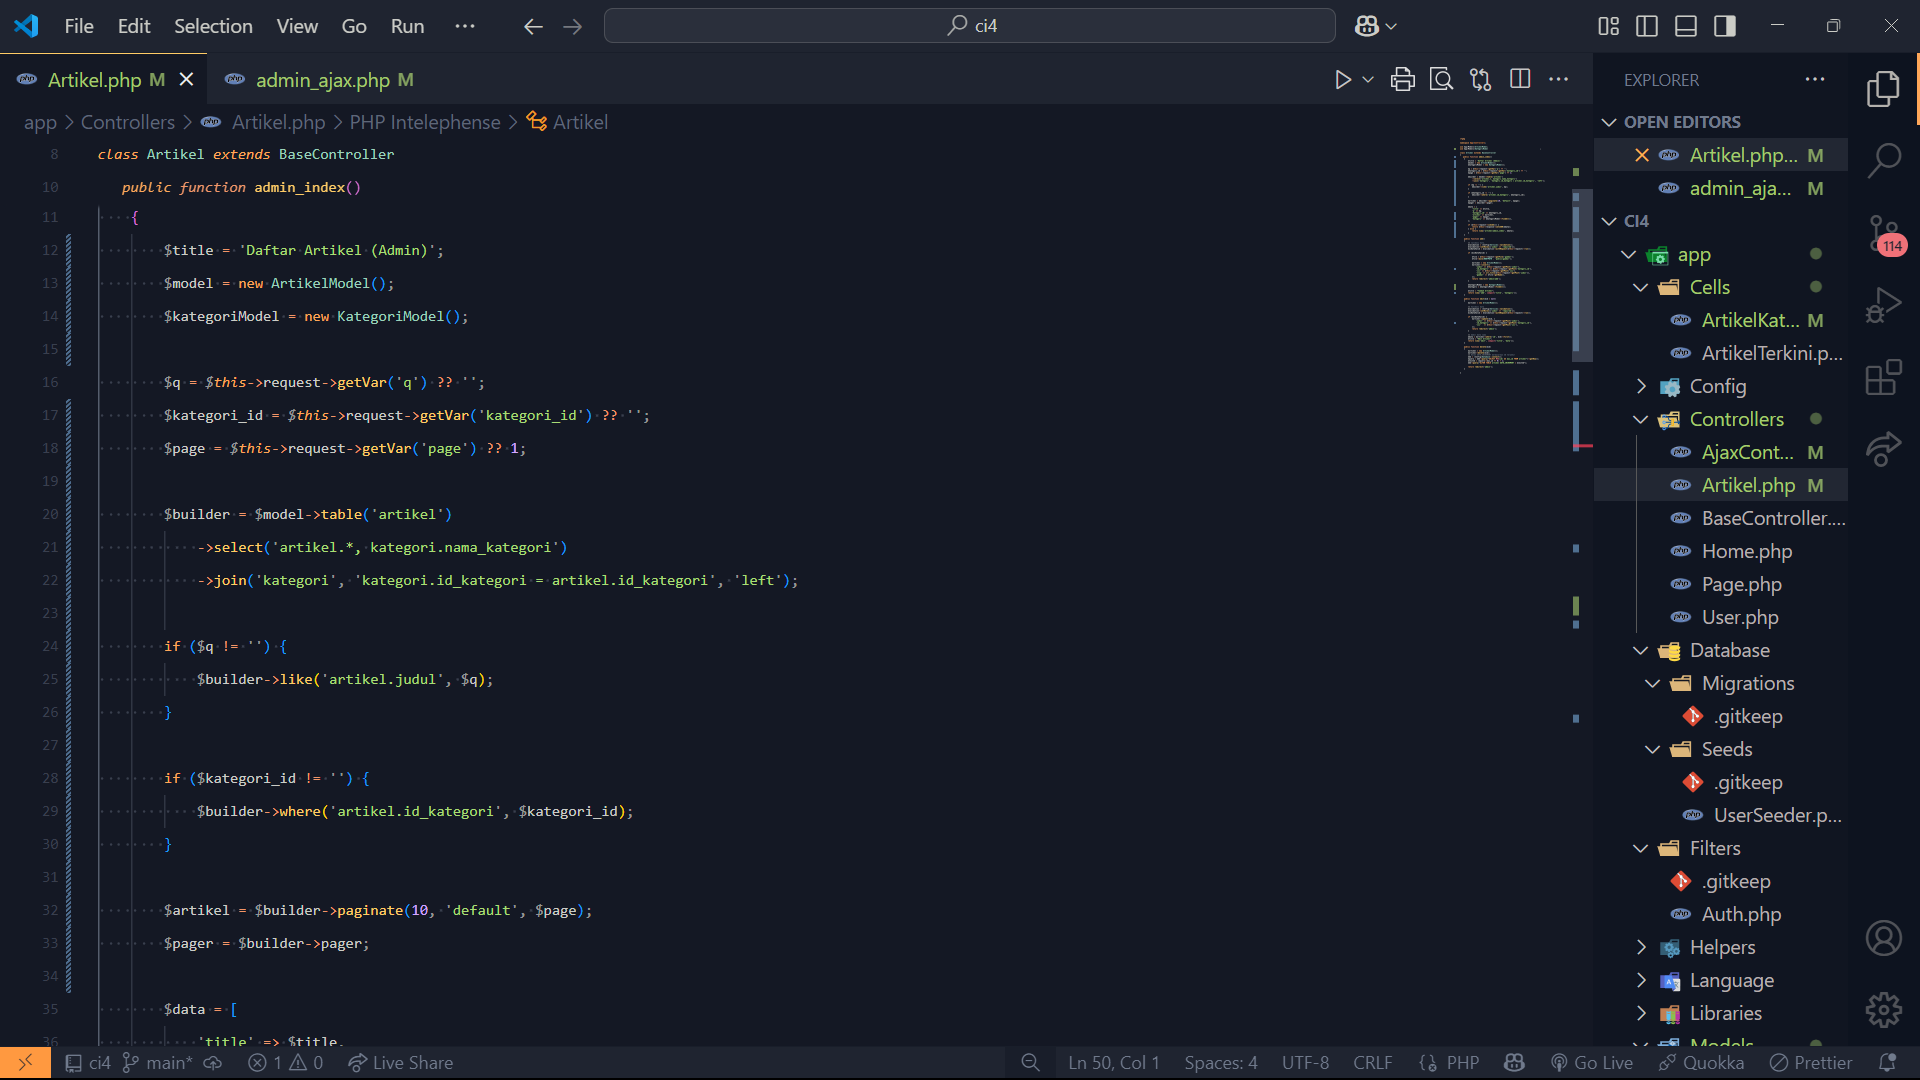 File Edit Selection View Go Run ··· ci4
Artikel.php M admin_ajax.php M
app > Controllers > Artikel.php > PHP Intelephense > Artikel
8 class Artikel extends BaseController
10 public function admin_index()
11 {
12 $title = 'Daftar Artikel (Admin)';
13 $model = new ArtikelModel();
14 $kategoriModel = new KategoriModel();
15
16 $q = $this->request->getVar('q') ?? '';
17 $kategori_id = $this->request->getVar('kategori_id') ?? '';
18 $page = $this->request->getVar('page') ?? 1;
19
20 $builder = $model->table('artikel')
21 ->select('artikel.*, kategori.nama_kategori')
22 ->join('kategori', 'kategori.id_kategori = artikel.id_kategori', 'left');
23
24 if ($q != '') {
25 $builder->like('artikel.judul', $q);
26 }
27
28 if ($kategori_id != '') {
29 $builder->where('artikel.id_kategori', $kategori_id);
30 }
31
32 $artikel = $builder->paginate(10, 'default', $page);
33 $pager = $builder->pager;
34
35 $data = [
36 'title' => $title,
EXPLORER ···
OPEN EDITORS
Artikel.php... M
admin_aja... M
CI4
app
Cells
ArtikelKat... M
ArtikelTerkini.p...
Config
Controllers
AjaxCont... M
Artikel.php M
BaseController....
Home.php
Page.php
User.php
Database
Migrations
.gitkeep
Seeds
.gitkeep
UserSeeder.p...
Filters
.gitkeep
Auth.php
Helpers
Language
Libraries
Models
114
ci4 main* 1 0 Live Share Ln 50, Col 1 Spaces: 4 UTF-8 CRLF {} PHP Go Live Quokka Prettier